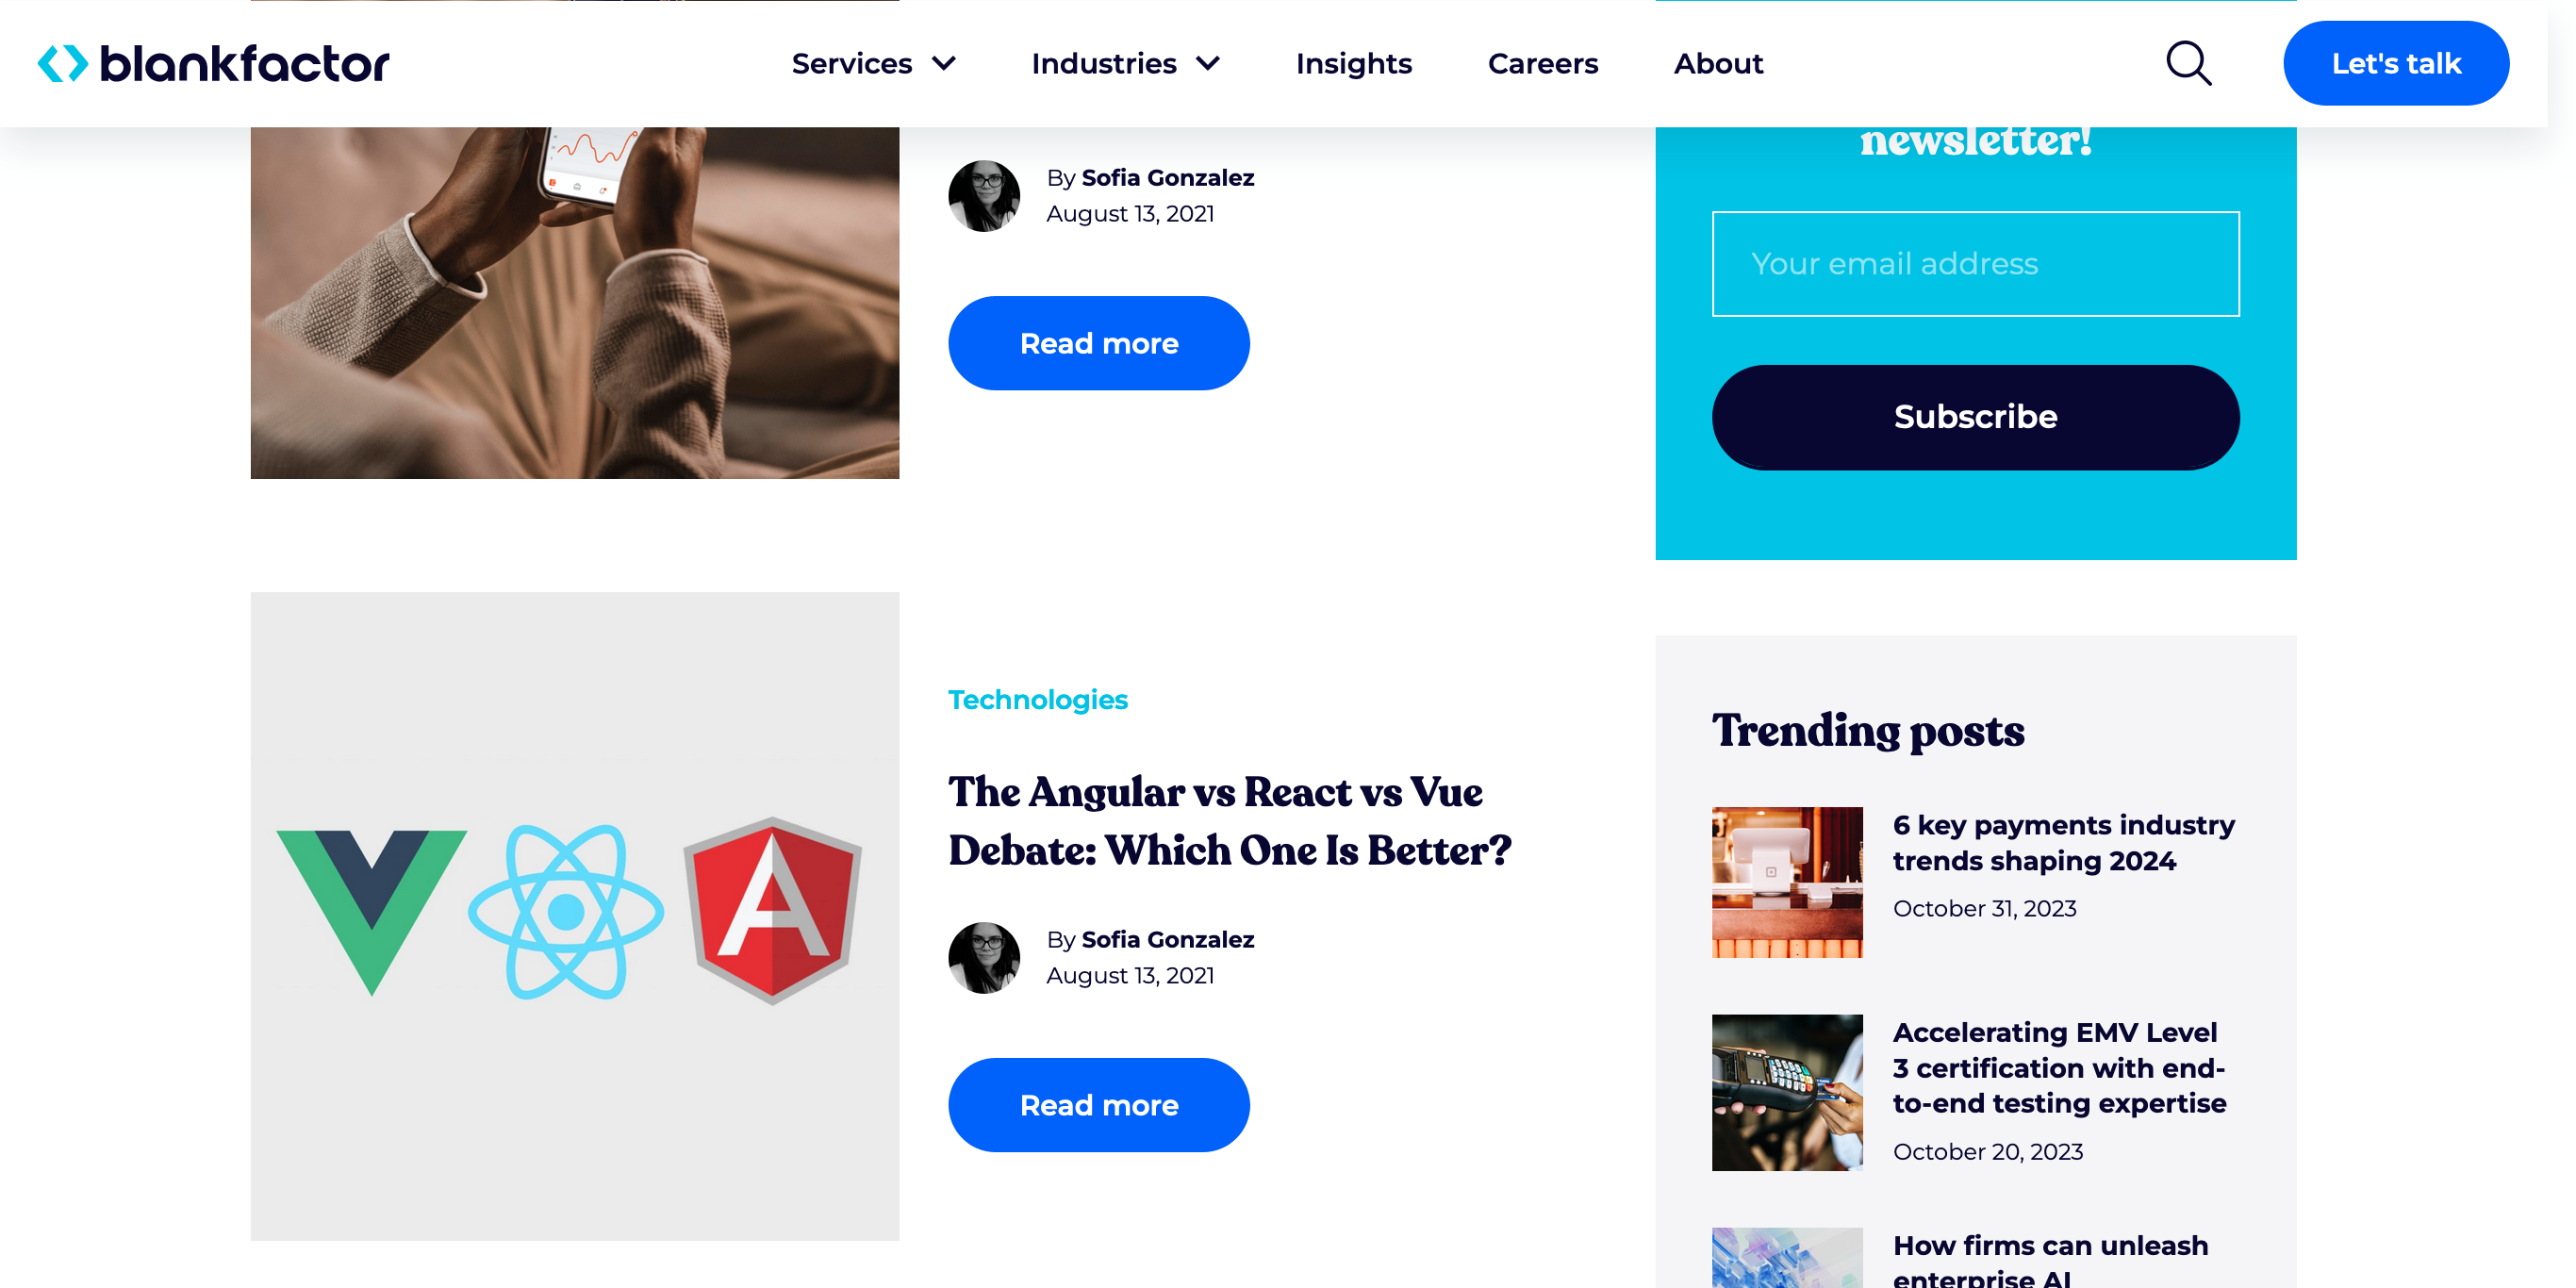 blankfactor
Services
Industries
Insights
Careers
About
Let's talk
By Sofia Gonzalez
August 13, 2021
Read more
Technologies
The Angular vs React vs Vue
Debate: Which One Is Better?
By Sofia Gonzalez
August 13, 2021
Read more
newsletter!
Your email address
Subscribe
Trending posts
6 key payments industry
trends shaping 2024
October 31, 2023
Accelerating EMV Level
3 certification with end-
to-end testing expertise
October 20, 2023
How firms can unleash
enterprise AI